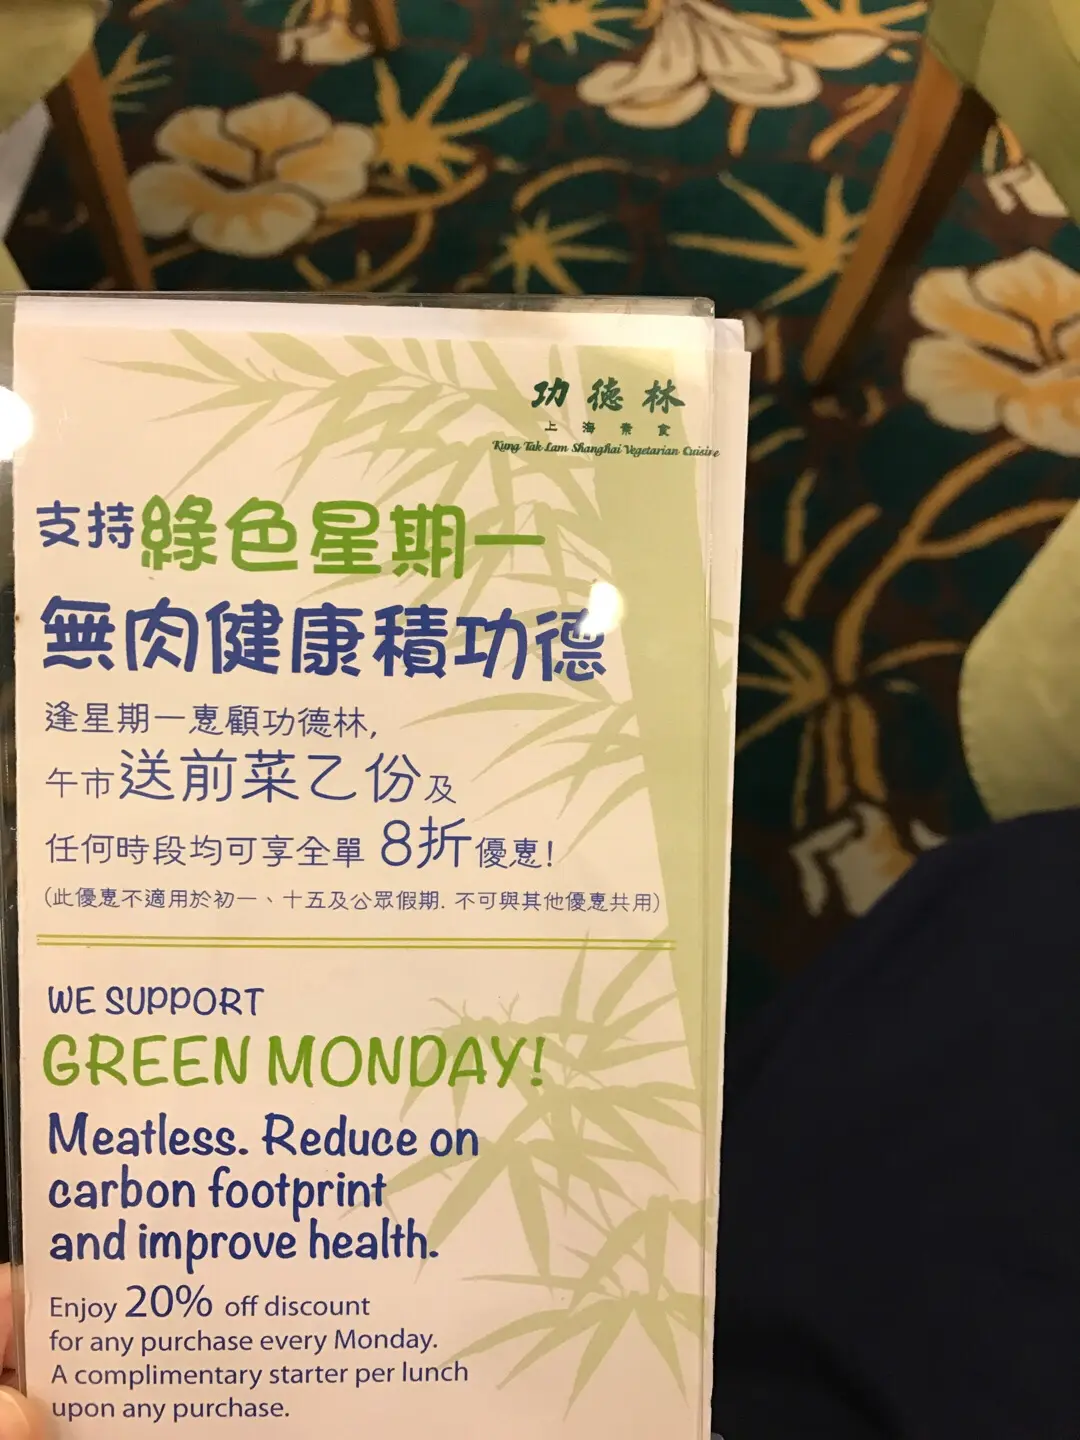 功德林
上海素食
Kung Tak Lam Shanghai Vegetarian Cuisine
支持綠色星期一
無肉健康積功德
逢星期一惠顧功德林,
午市送前菜乙份及
任何時段均可享全單 8折優惠!
(此優惠不適用於初一、十五及公眾假期. 不可與其他優惠共用)
WE SUPPORT
GREEN MONDAY!
Meatless. Reduce on
carbon footprint
and improve health.
Enjoy 20% off discount
for any purchase every Monday.
A complimentary starter per lunch
upon any purchase.